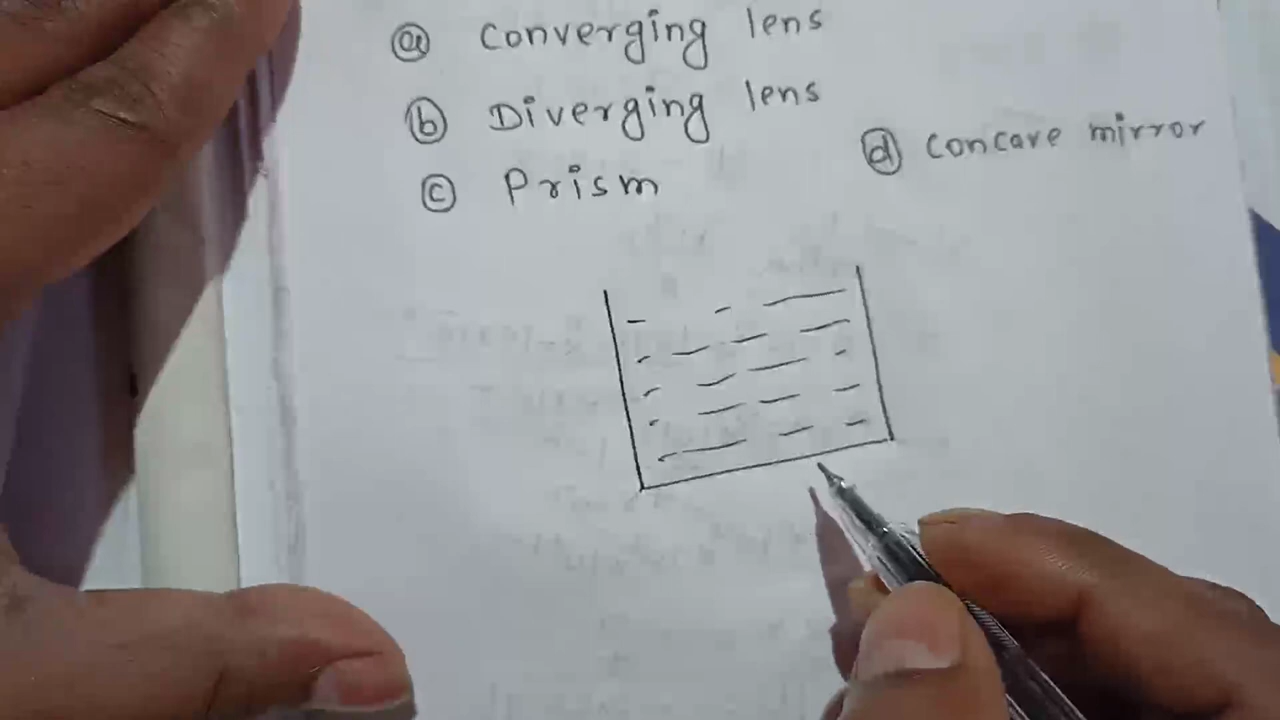 ⓐ Converging lens
ⓑ Diverging lens
ⓒ Prism
ⓓ Concave mirror